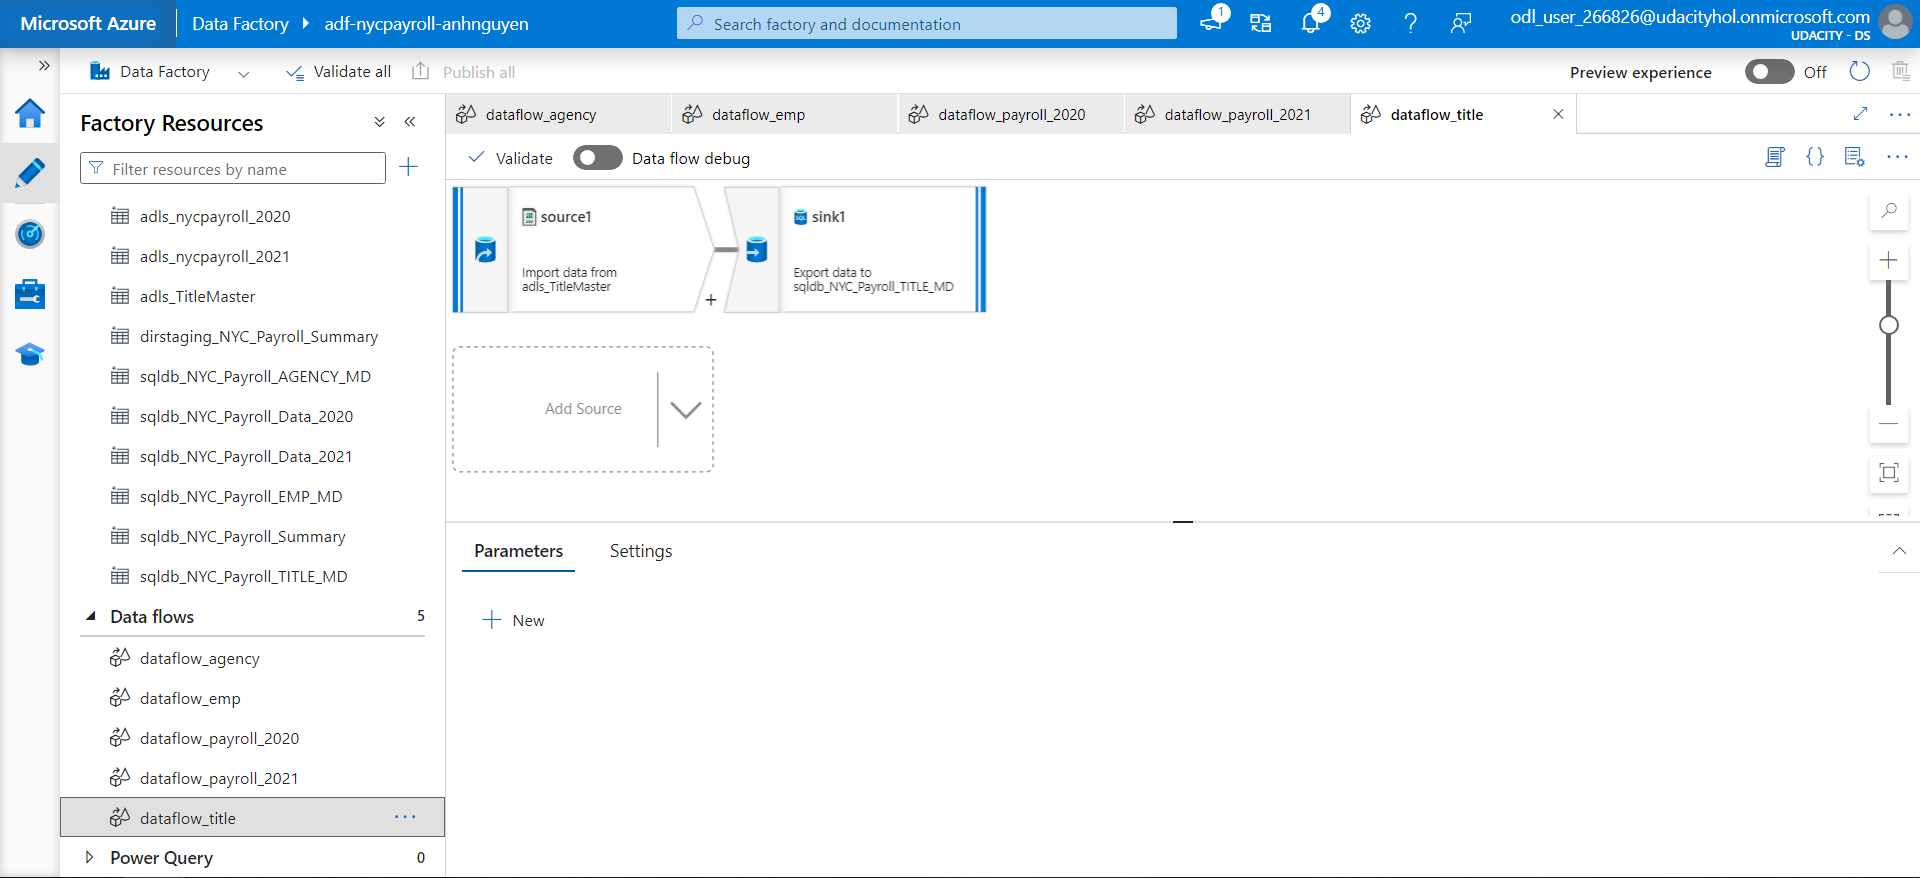 Microsoft Azure
Data Factory
adf-nycpayroll-anhnguyen
Search factory and documentation
1
4
odl_user_266826@udacityhol.onmicrosoft.com
UDACITY - DS
Data Factory
Validate all
Publish all
Preview experience
Off
Factory Resources
Filter resources by name
adls_nycpayroll_2020
adls_nycpayroll_2021
adls_TitleMaster
dirstaging_NYC_Payroll_Summary
sqldb_NYC_Payroll_AGENCY_MD
sqldb_NYC_Payroll_Data_2020
sqldb_NYC_Payroll_Data_2021
sqldb_NYC_Payroll_EMP_MD
sqldb_NYC_Payroll_Summary
sqldb_NYC_Payroll_TITLE_MD
Data flows 5
dataflow_agency
dataflow_emp
dataflow_payroll_2020
dataflow_payroll_2021
dataflow_title
Power Query 0
dataflow_agency
dataflow_emp
dataflow_payroll_2020
dataflow_payroll_2021
dataflow_title
Validate
Data flow debug
source1
Import data from
adls_TitleMaster
sink1
Export data to
sqldb_NYC_Payroll_TITLE_MD
Add Source
Parameters
Settings
New